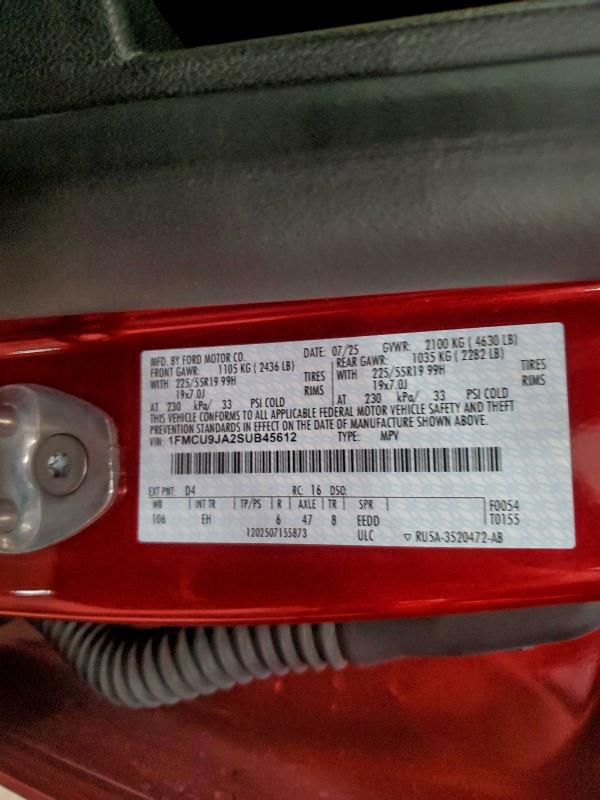 MFD. BY FORD MOTOR CO. DATE: 07/25 GVWR: 2100 KG ( 4630 LB)
FRONT GAWR: 1105 KG ( 2436 LB) REAR GAWR: 1035 KG ( 2282 LB)
WITH 225/55R19 99H TIRES WITH 225/55R19 99H TIRES
19x7.0J RIMS 19x7.0J RIMS
AT 230 kPa/ 33 PSI COLD AT 230 kPa/ 33 PSI COLD
THIS VEHICLE CONFORMS TO ALL APPLICABLE FEDERAL MOTOR VEHICLE SAFETY AND THEFT
PREVENTION STANDARDS IN EFFECT ON THE DATE OF MANUFACTURE SHOWN ABOVE.
VIN: 1FMCU9JA2SUB45612 TYPE: MPV
EXT PNT: D4 RC: 16 DSO:
WB INT TR TP/PS R AXLE TR SPR F0054
106 EH 6 47 8 EEDD T0155
1202507155873 ULC ▽ RU5A-3520472-AB